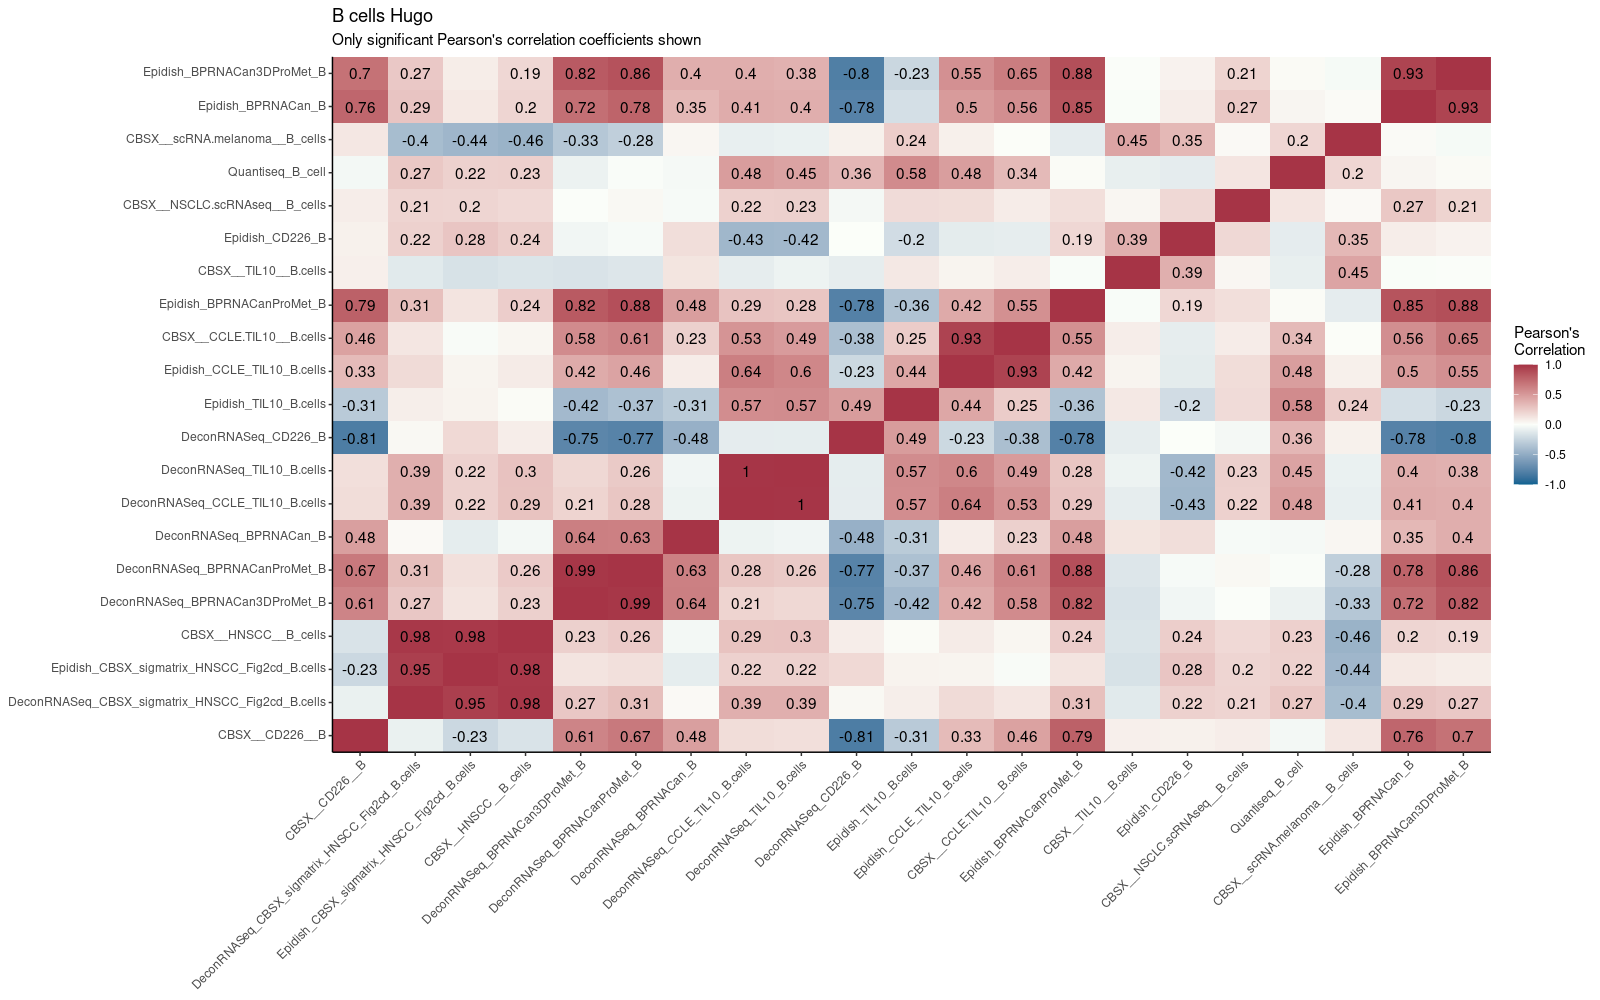 B cells Hugo
Only significant Pearson's correlation coefficients shown
Epidish_BPRNACan3DProMet_B 0.7 0.27 0.19 0.82 0.86 0.4 0.4 0.38 -0.8 -0.23 0.55 0.65 0.88 0.21 0.93
Epidish_BPRNACan_B 0.76 0.29 0.2 0.72 0.78 0.35 0.41 0.4 -0.78 0.5 0.56 0.85 0.27 0.93
CBSX__scRNA.melanoma__B_cells -0.4 -0.44 -0.46 -0.33 -0.28 0.24 0.45 0.35 0.2
Quantiseq_B_cell 0.27 0.22 0.23 0.48 0.45 0.36 0.58 0.48 0.34 0.2
CBSX__NSCLC.scRNAseq__B_cells 0.21 0.2 0.22 0.23 0.27 0.21
Epidish_CD226_B 0.22 0.28 0.24 -0.43 -0.42 -0.2 0.19 0.39 0.35
CBSX__TIL10__B.cells 0.39 0.45
Epidish_BPRNACanProMet_B 0.79 0.31 0.24 0.82 0.88 0.48 0.29 0.28 -0.78 -0.36 0.42 0.55 0.19 0.85 0.88
CBSX__CCLE.TIL10__B.cells 0.46 0.58 0.61 0.23 0.53 0.49 -0.38 0.25 0.93 0.55 0.34 0.56 0.65
Epidish_CCLE_TIL10_B.cells 0.33 0.42 0.46 0.64 0.6 -0.23 0.44 0.93 0.42 0.48 0.5 0.55
Epidish_TIL10_B.cells -0.31 -0.42 -0.37 -0.31 0.57 0.57 0.49 0.44 0.25 -0.36 -0.2 0.58 0.24 -0.23
DeconRNASeq_CD226_B -0.81 -0.75 -0.77 -0.48 0.49 -0.23 -0.38 -0.78 0.36 -0.78 -0.8
DeconRNASeq_TIL10_B.cells 0.39 0.22 0.3 0.26 1 0.57 0.6 0.49 0.28 -0.42 0.23 0.45 0.4 0.38
DeconRNASeq_CCLE_TIL10_B.cells 0.39 0.22 0.29 0.21 0.28 1 0.57 0.64 0.53 0.29 -0.43 0.22 0.48 0.41 0.4
DeconRNASeq_BPRNACan_B 0.48 0.64 0.63 -0.48 -0.31 0.23 0.48 0.35 0.4
DeconRNASeq_BPRNACanProMet_B 0.67 0.31 0.26 0.99 0.63 0.28 0.26 -0.77 -0.37 0.46 0.61 0.88 -0.28 0.78 0.86
DeconRNASeq_BPRNACan3DProMet_B 0.61 0.27 0.23 0.99 0.64 0.21 -0.75 -0.42 0.42 0.58 0.82 -0.33 0.72 0.82
CBSX__HNSCC__B_cells 0.98 0.98 0.23 0.26 0.29 0.3 0.24 0.24 0.23 -0.46 0.2 0.19
Epidish_CBSX_sigmatrix_HNSCC_Fig2cd_B.cells -0.23 0.95 0.98 0.22 0.22 0.28 0.2 0.22 -0.44
DeconRNASeq_CBSX_sigmatrix_HNSCC_Fig2cd_B.cells 0.95 0.98 0.27 0.31 0.39 0.39 0.31 0.22 0.21 0.27 -0.4 0.29 0.27
CBSX__CD226__B -0.23 0.61 0.67 0.48 -0.81 -0.31 0.33 0.46 0.79 0.76 0.7
CBSX__CD226__B
DeconRNASeq_CBSX_sigmatrix_HNSCC_Fig2cd_B.cells
Epidish_CBSX_sigmatrix_HNSCC_Fig2cd_B.cells
CBSX__HNSCC__B_cells
DeconRNASeq_BPRNACan3DProMet_B
DeconRNASeq_BPRNACanProMet_B
DeconRNASeq_BPRNACan_B
DeconRNASeq_CCLE_TIL10_B.cells
DeconRNASeq_TIL10_B.cells
DeconRNASeq_CD226_B
Epidish_TIL10_B.cells
Epidish_CCLE_TIL10_B.cells
CBSX__CCLE.TIL10__B.cells
Epidish_BPRNACanProMet_B
CBSX__TIL10__B.cells
Epidish_CD226_B
CBSX__NSCLC.scRNAseq__B_cells
Quantiseq_B_cell
CBSX__scRNA.melanoma__B_cells
Epidish_BPRNACan_B
Epidish_BPRNACan3DProMet_B
Pearson's
Correlation
1.0
0.5
0.0
-0.5
-1.0